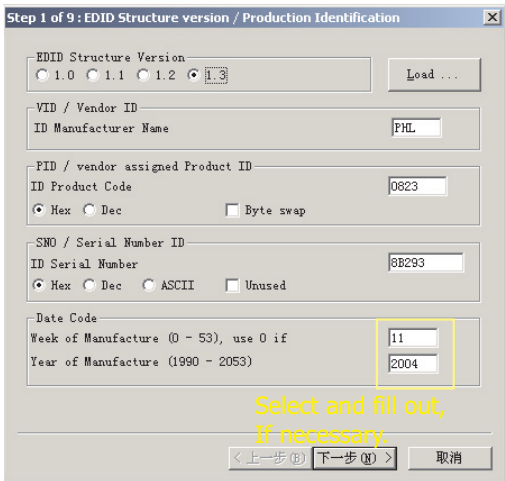 Step 1 of 9 : EDID Structure version / Production Identification
EDID Structure Version
1.0 1.1 1.2 1.3
Load ...
VID / Vendor ID
ID Manufacturer Name PHL
PID / vendor assigned Product ID
ID Product Code 0823
Hex Dec Byte swap
SNO / Serial Number ID
ID Serial Number 8B293
Hex Dec ASCII Unused
Date Code
Week of Manufacture (0 - 53), use 0 if 11
Year of Manufacture (1990 - 2053) 2004
Select and fill out,
If necessary.
< 上一步(B) 下一步(N) > 取消